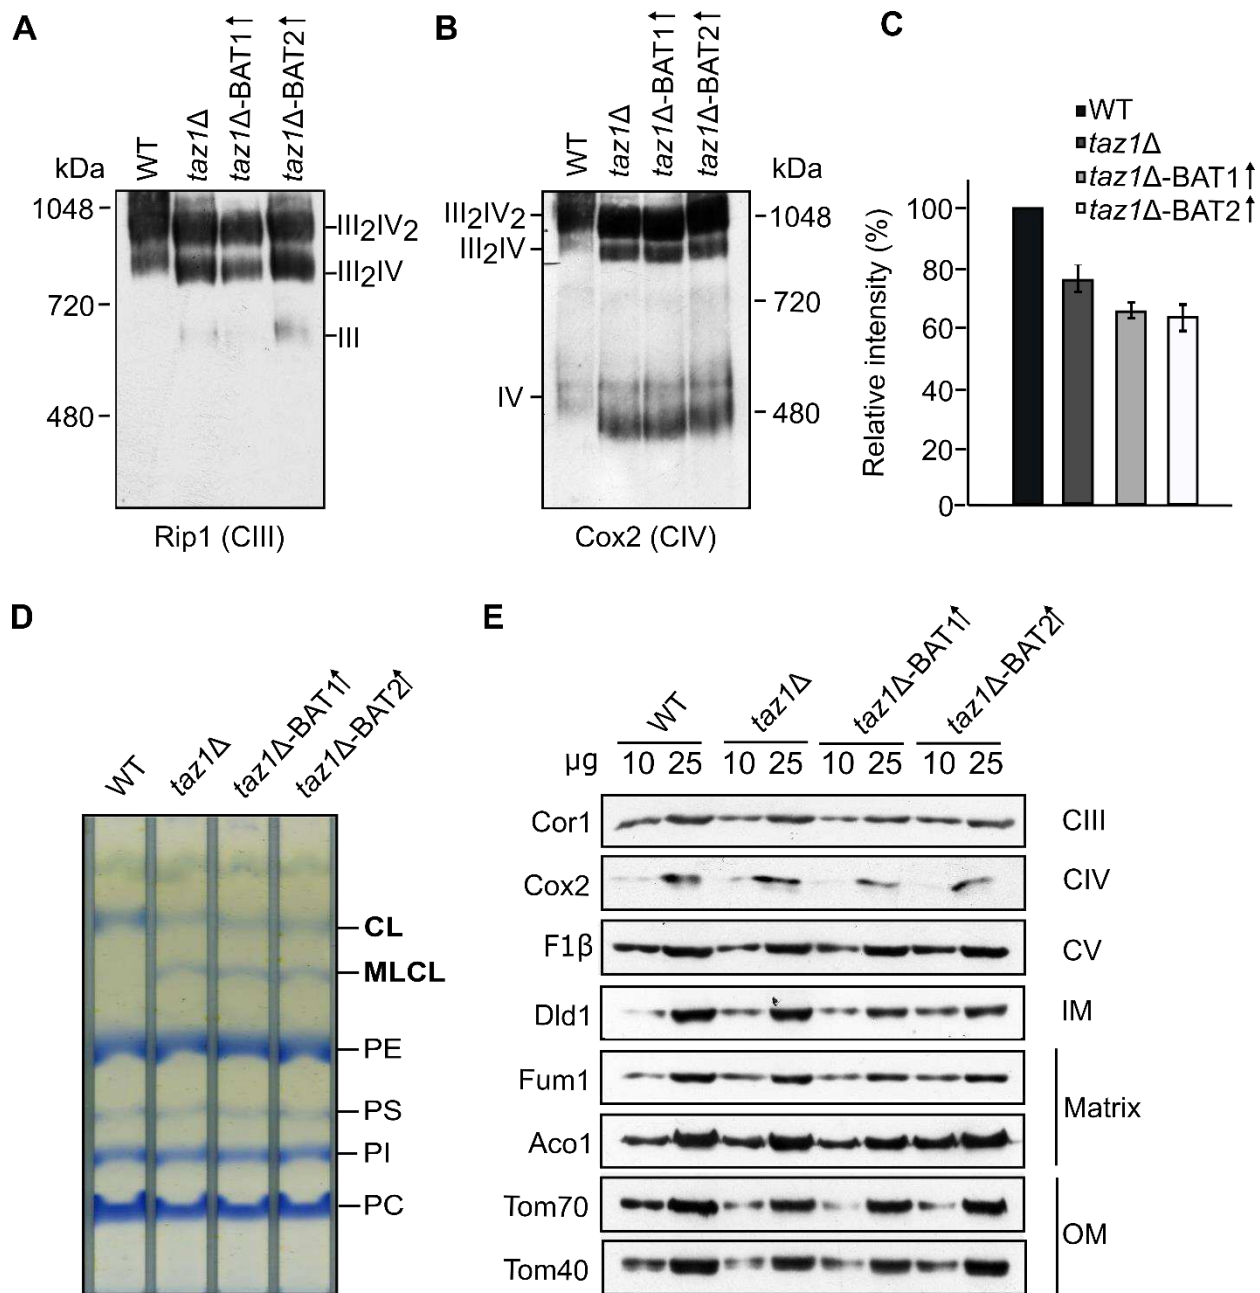 A
kDa
WT
taz1Δ
taz1Δ-BAT1↑
taz1Δ-BAT2↑
1048
720
480
III2IV2
III2IV
III
Rip1 (CIII)
B
WT
taz1Δ
taz1Δ-BAT1↑
taz1Δ-BAT2↑
kDa
III2IV2
III2IV
IV
1048
720
480
Cox2 (CIV)
C
WT
taz1Δ
taz1Δ-BAT1↑
taz1Δ-BAT2↑
Relative intensity (%)
100
80
60
40
20
0
D
WT
taz1Δ
taz1Δ-BAT1↑
taz1Δ-BAT2↑
CL
MLCL
PE
PS
PI
PC
E
WT
taz1Δ
taz1Δ-BAT1↑
taz1Δ-BAT2↑
µg 10 25 10 25 10 25 10 25
Cor1 CIII
Cox2 CIV
F1β CV
Dld1 IM
Fum1
Matrix
Aco1
Tom70
OM
Tom40